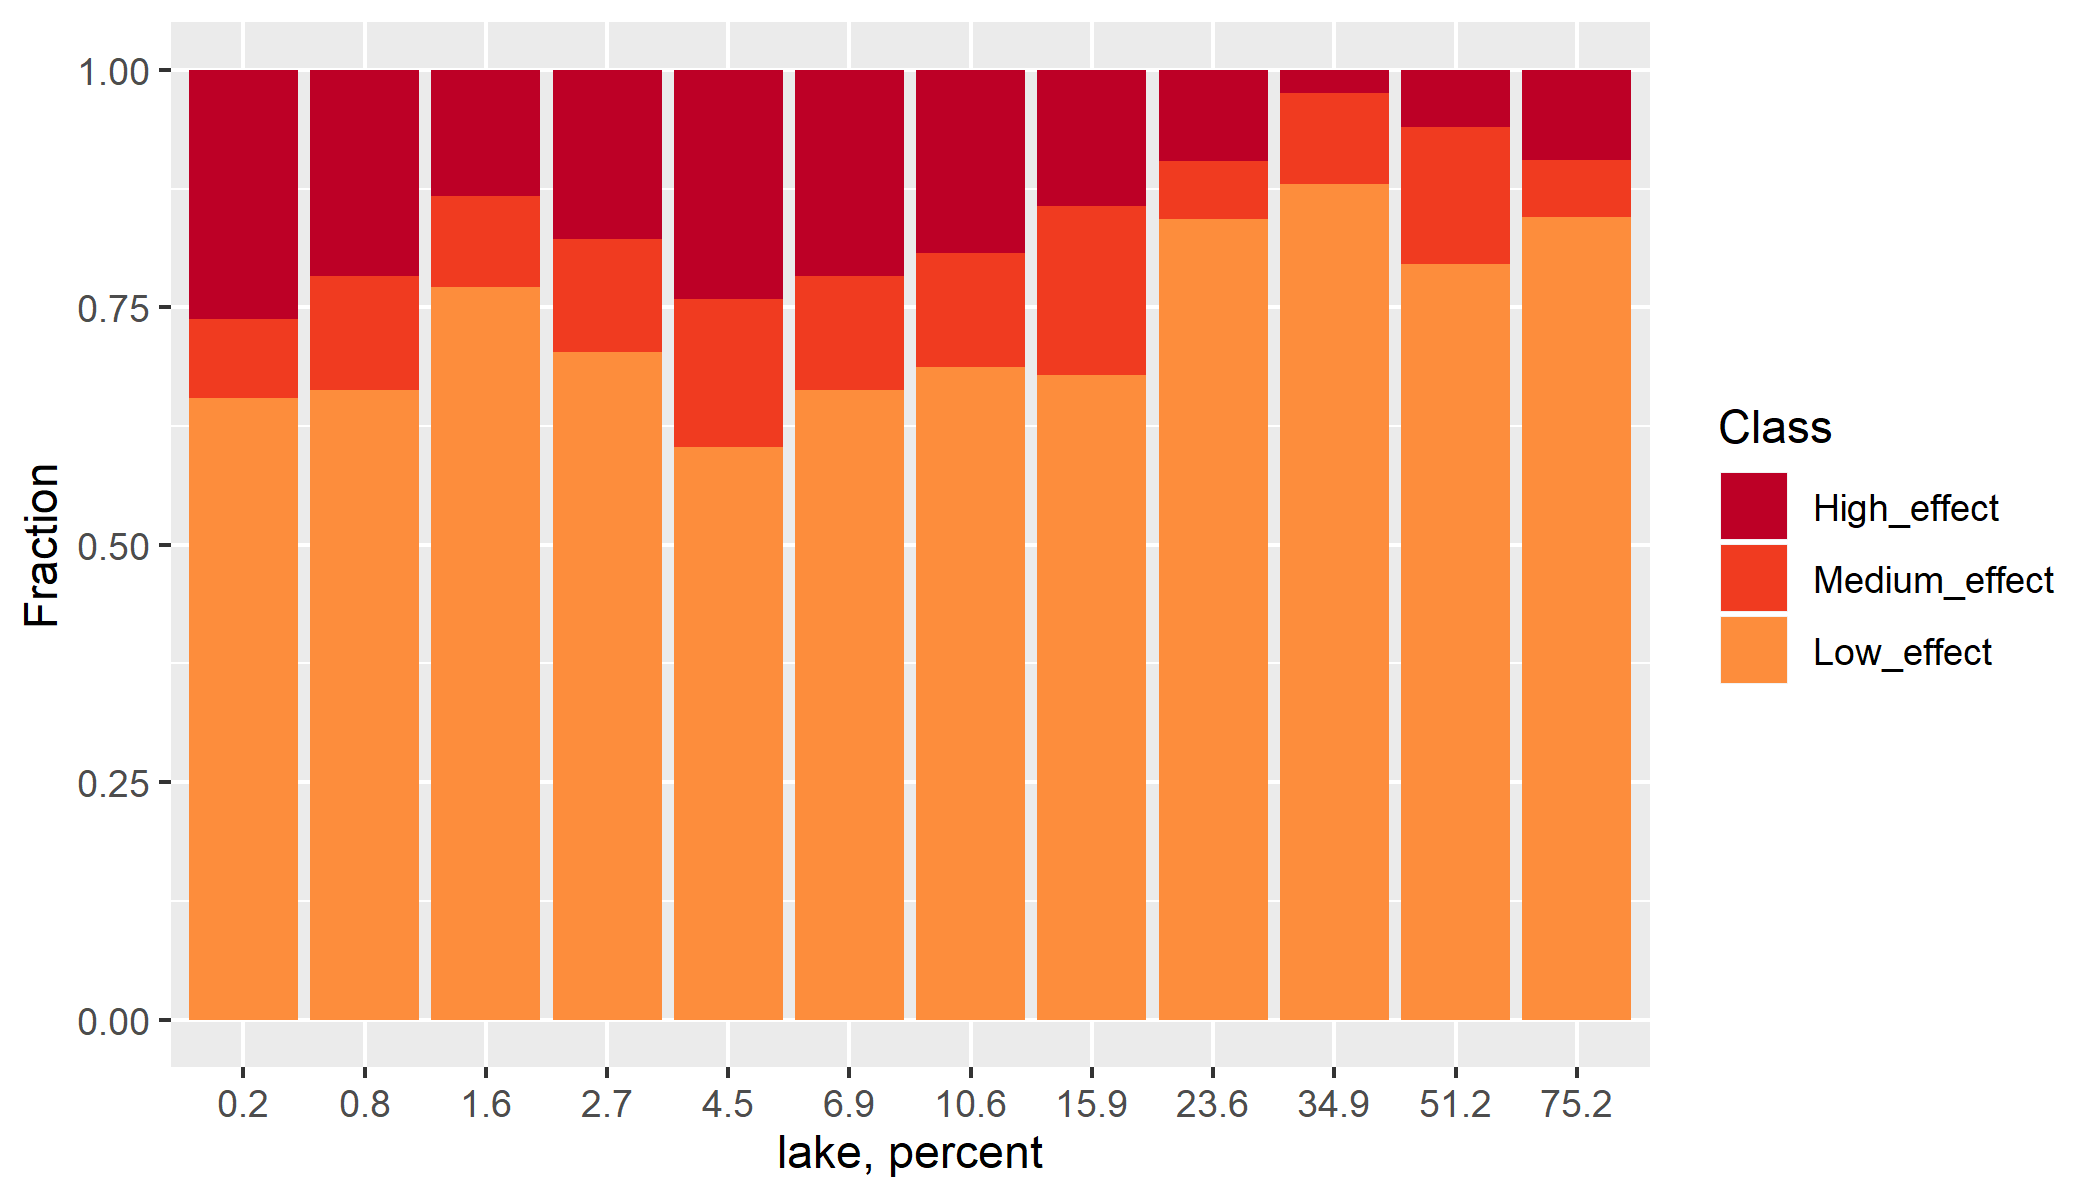 1.00
0.75
0.50
0.25
0.00
Fraction
0.2 0.8 1.6 2.7 4.5 6.9 10.6 15.9 23.6 34.9 51.2 75.2
lake, percent
Class
High_effect
Medium_effect
Low_effect